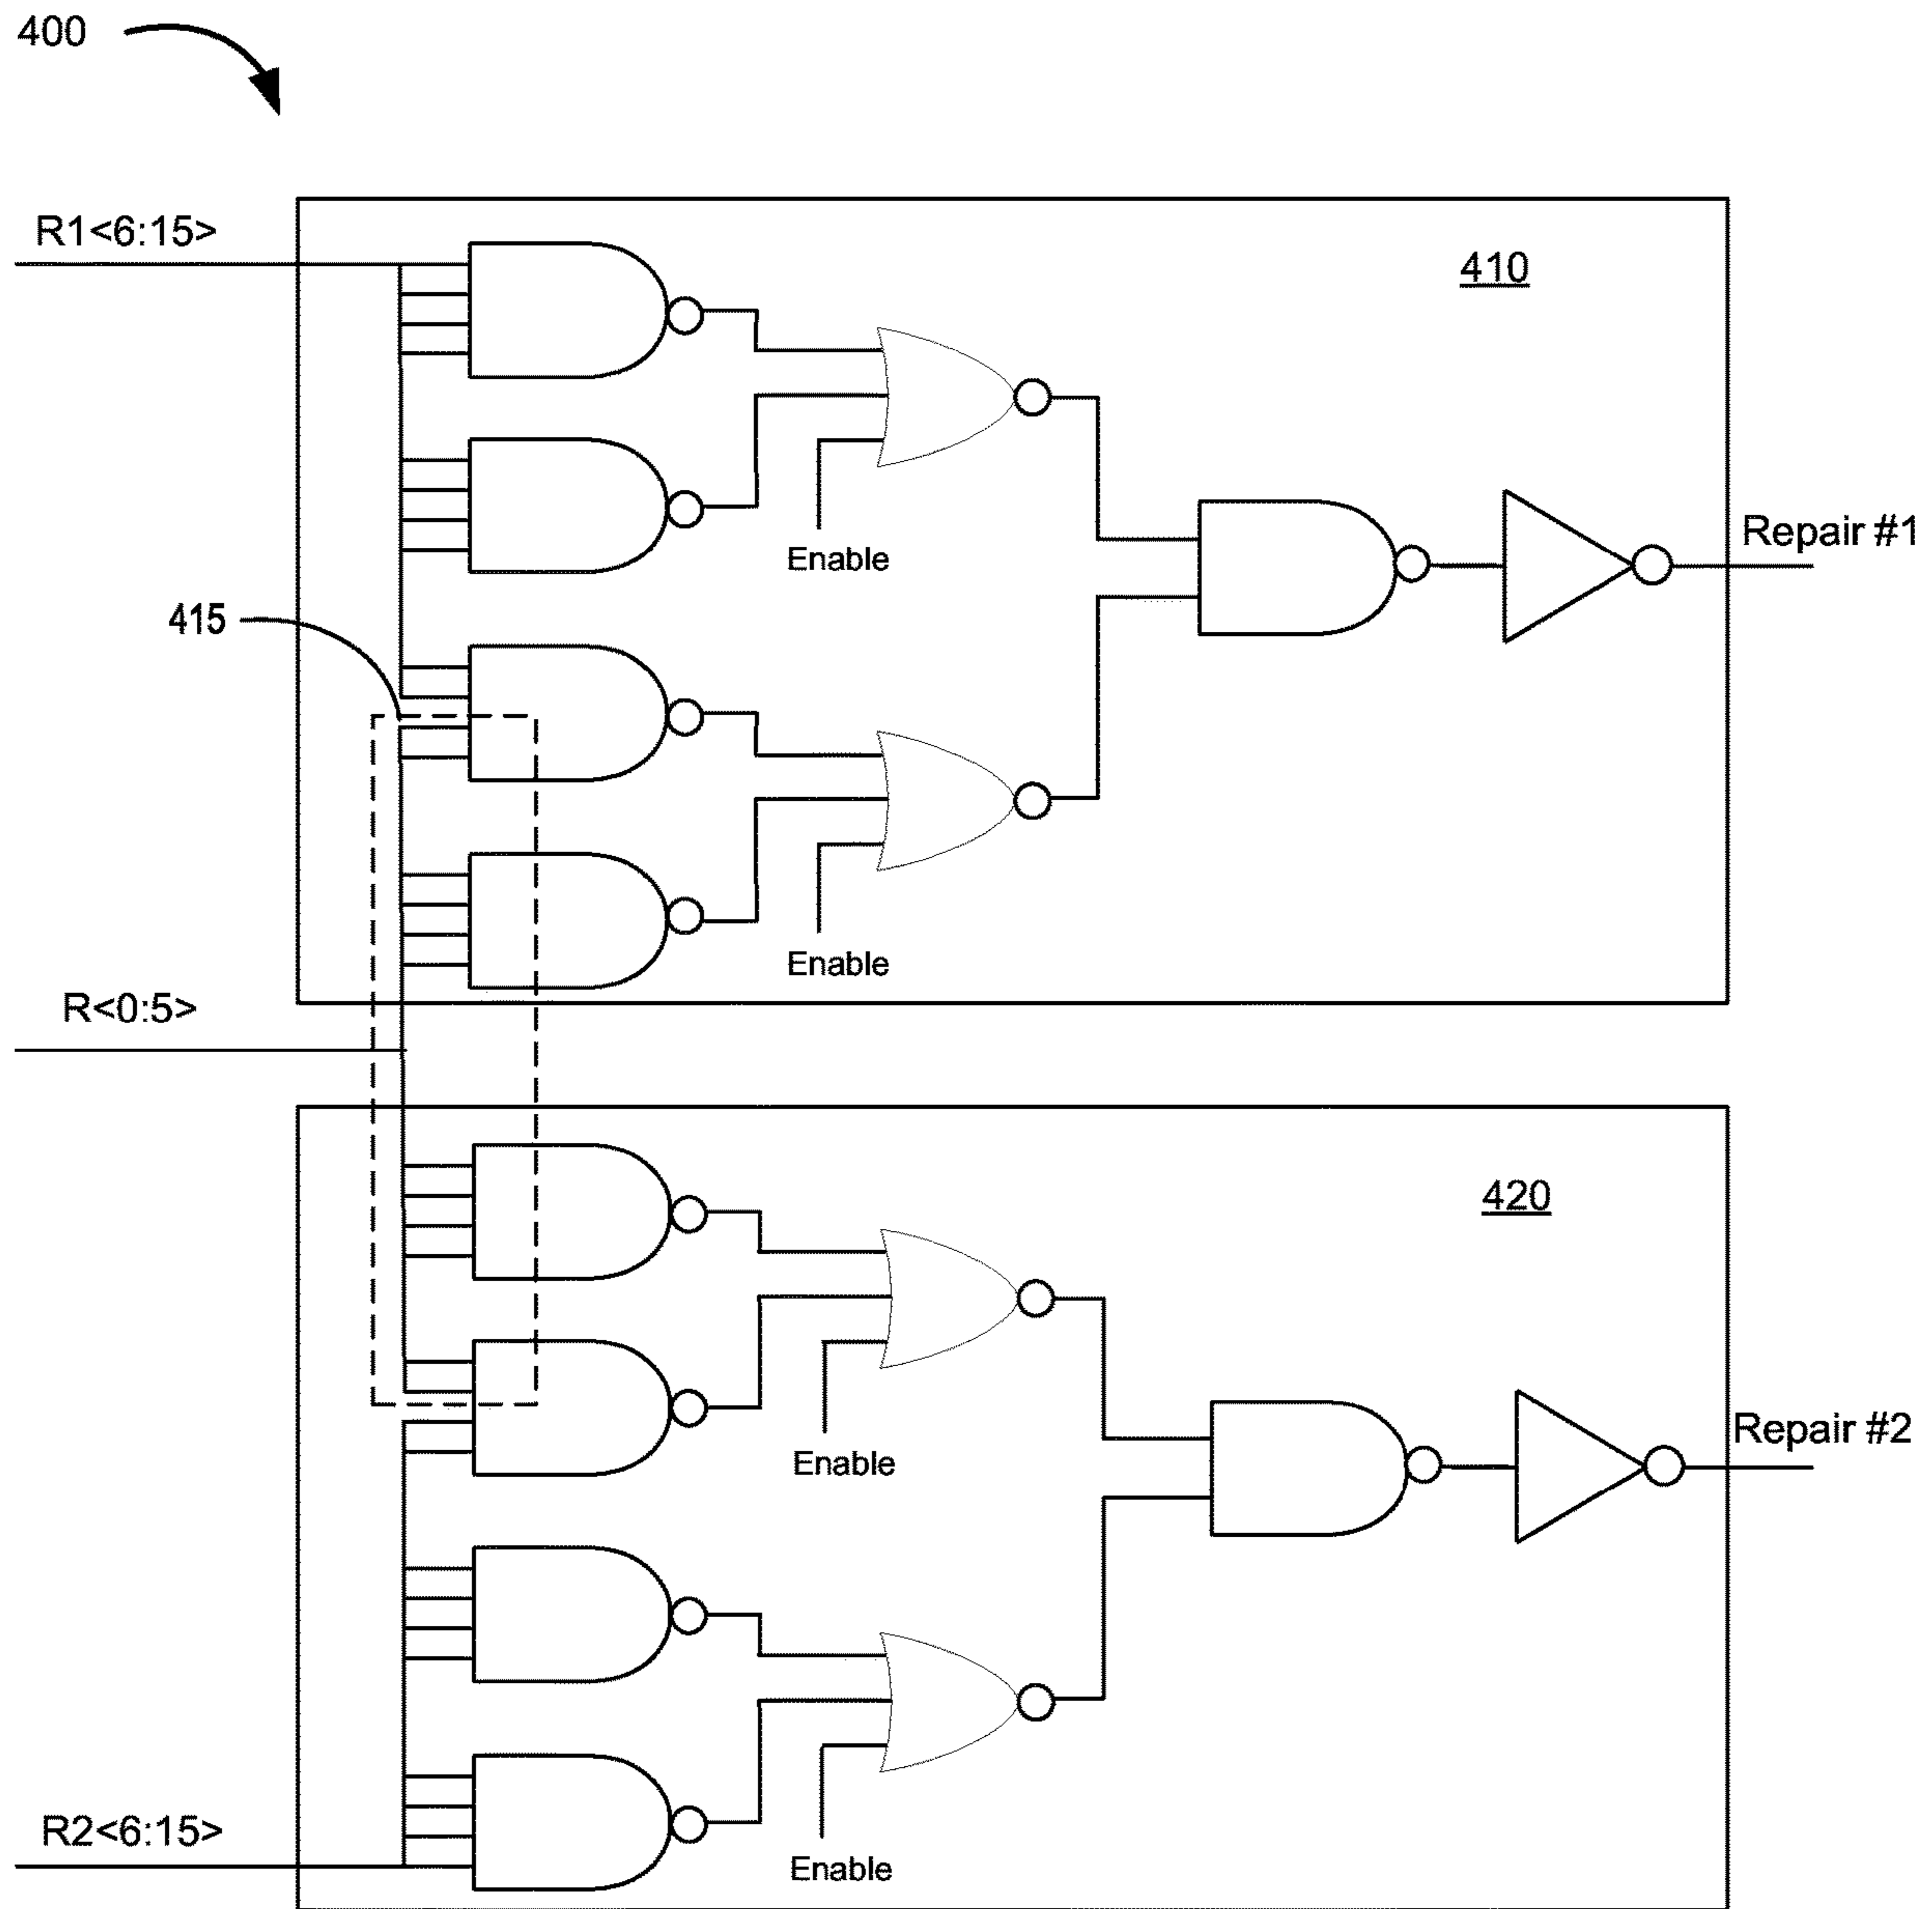 400
R1<6:15>
410
Enable
Repair #1
415
Enable
R<0:5>
420
Enable
Repair #2
R2<6:15>
Enable